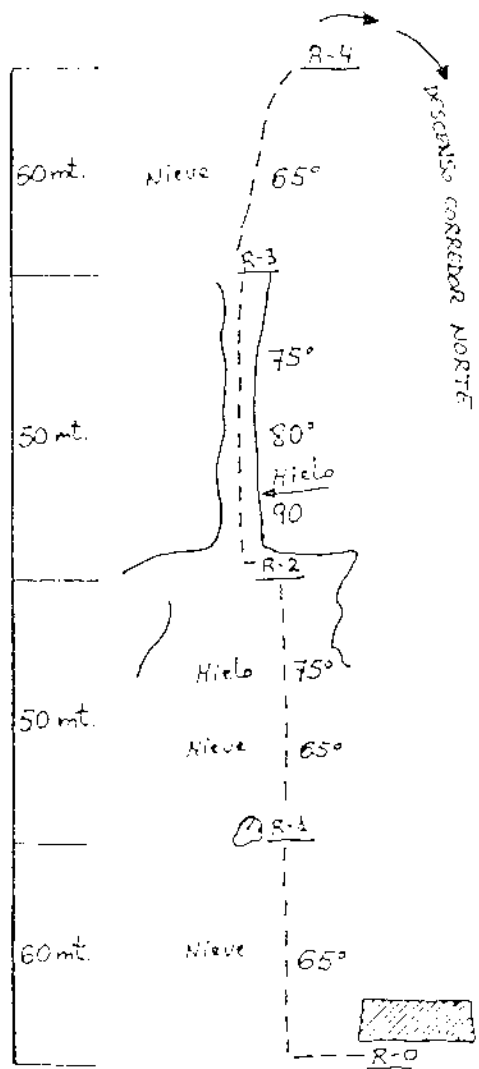 R-4
DESCENSO CORREDOR NORTE
60 mt.
Nieve
65°
R-3
75°
50 mt.
80°
Hielo
90
R-2
Hielo
75°
50 mt.
Nieve
65°
R-1
60 mt.
Nieve
65°
R-0